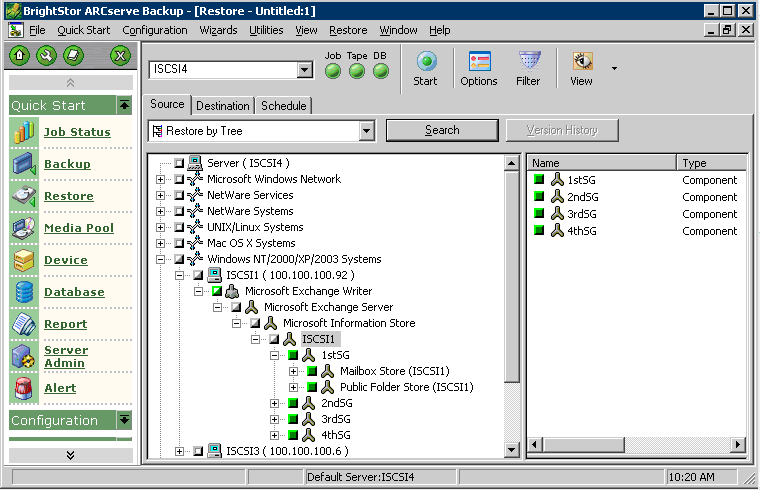 BrightStor ARCserve Backup - [Restore - Untitled:1]
File Quick Start Configuration Wizards Utilities View Restore Window Help
ISCSI4
Job Tape DB
Start
Options
Filter
View
Quick Start
Job Status
Backup
Restore
Media Pool
Device
Database
Report
Server Admin
Alert
Configuration
Source Destination Schedule
Restore by Tree
Search
Version History
Server ( ISCSI4 )
Microsoft Windows Network
NetWare Services
NetWare Systems
UNIX/Linux Systems
Mac OS X Systems
Windows NT/2000/XP/2003 Systems
ISCSI1 ( 100.100.100.92 )
Microsoft Exchange Writer
Microsoft Exchange Server
Microsoft Information Store
ISCSI1
1stSG
Mailbox Store (ISCSI1)
Public Folder Store (ISCSI1)
2ndSG
3rdSG
4thSG
ISCSI3 ( 100.100.100.6 )
Name Type
1stSG Component
2ndSG Component
3rdSG Component
4thSG Component
Default Server:ISCSI4
10:20 AM